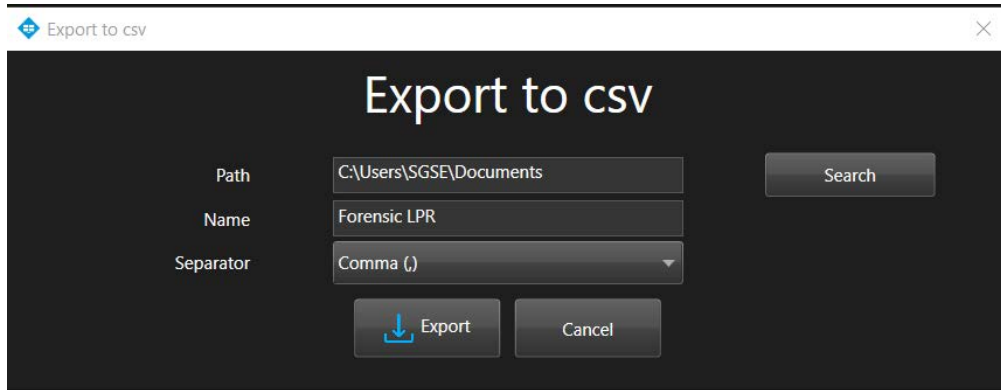 Export to csv
Export to csv
Path C:\Users\SGSE\Documents Search
Name Forensic LPR
Separator Comma (,)
Export Cancel